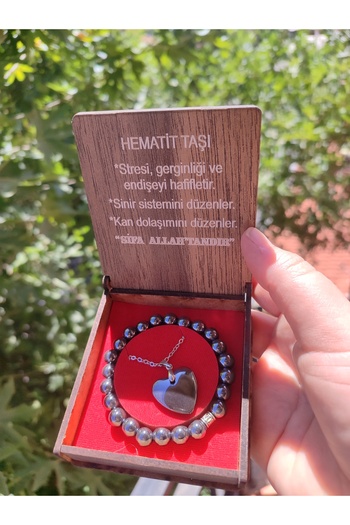 HEMATİT TAŞI
*Stresi, gerginliği ve
endişeyi hafifletir.
*Sinir sistemini düzenler.
*Kan dolaşımını düzenler.
"ŞİFA ALLAH'TANDIR"